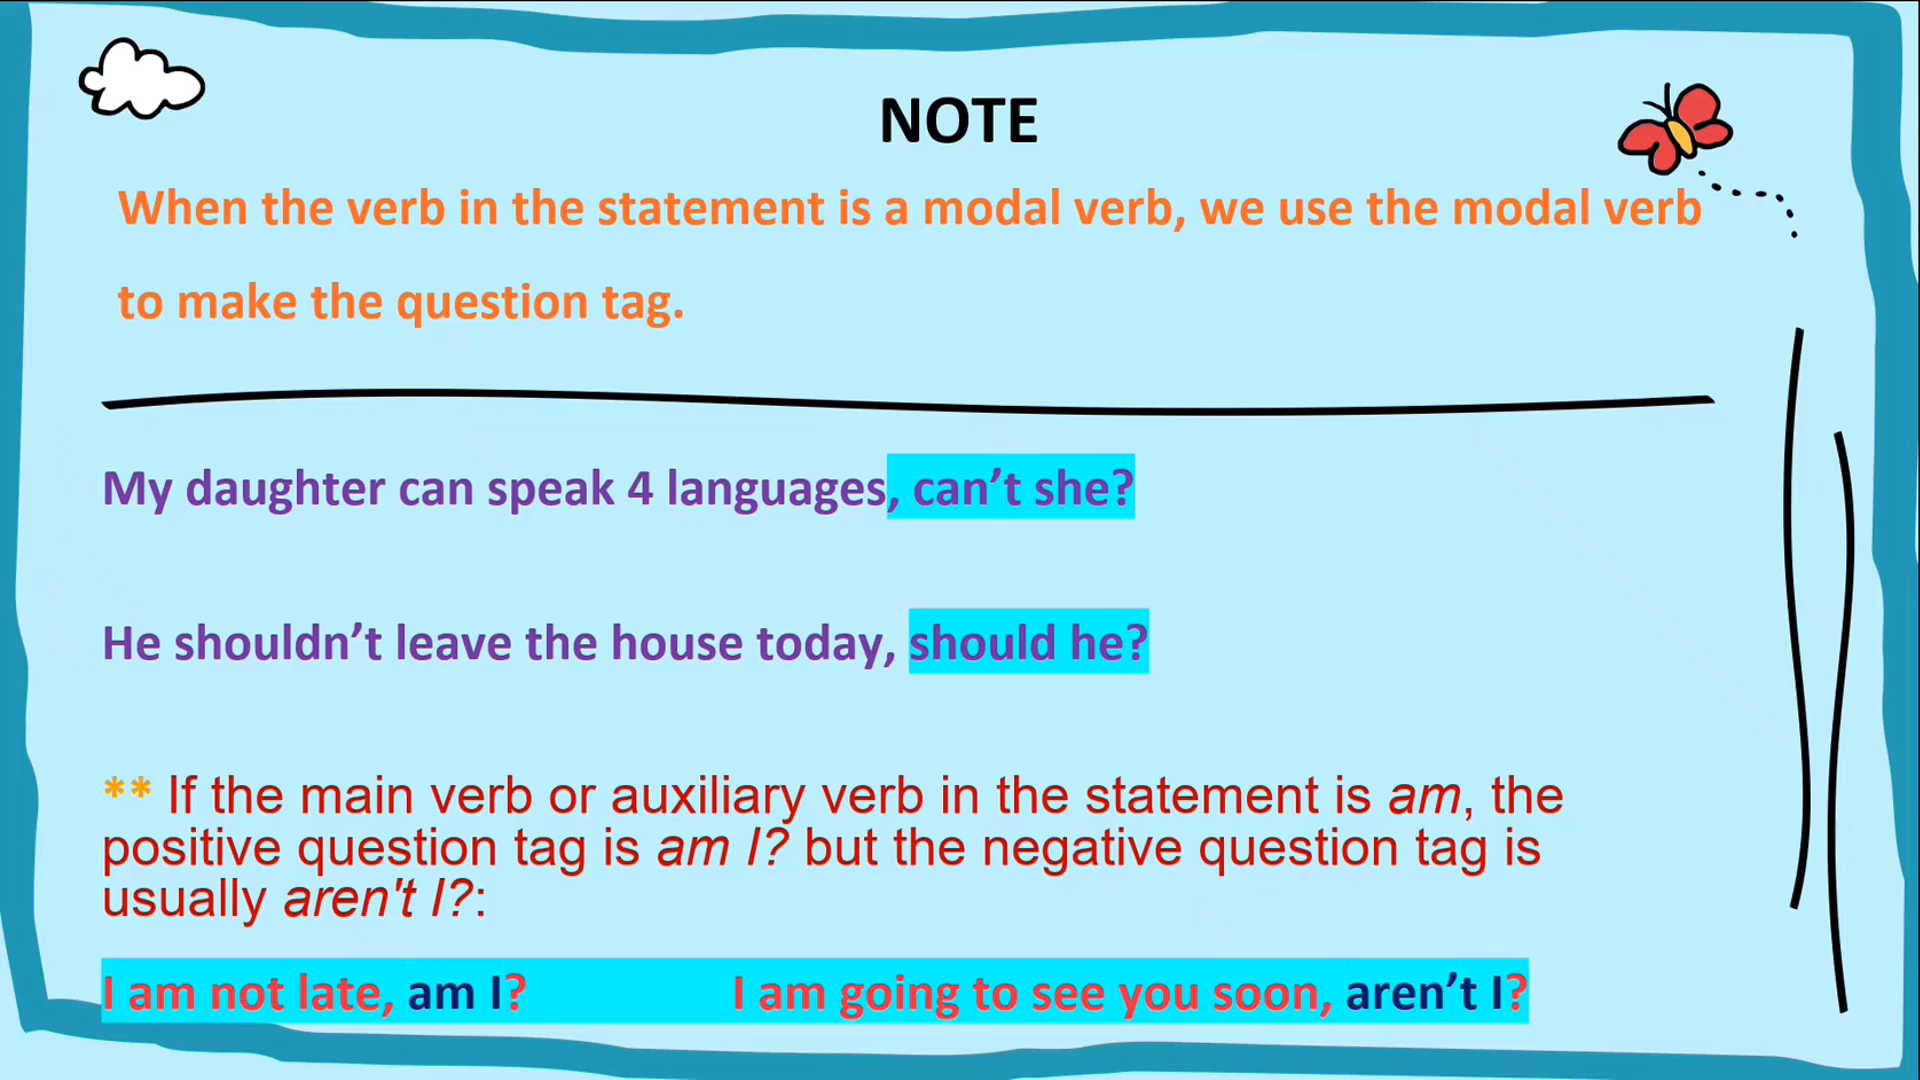 NOTE
When the verb in the statement is a modal verb, we use the modal verb
to make the question tag.
My daughter can speak 4 languages, can’t she?
He shouldn’t leave the house today, should he?
** If the main verb or auxiliary verb in the statement is am, the
positive question tag is am I? but the negative question tag is
usually aren't I?:
I am not late, am I? I am going to see you soon, aren’t I?